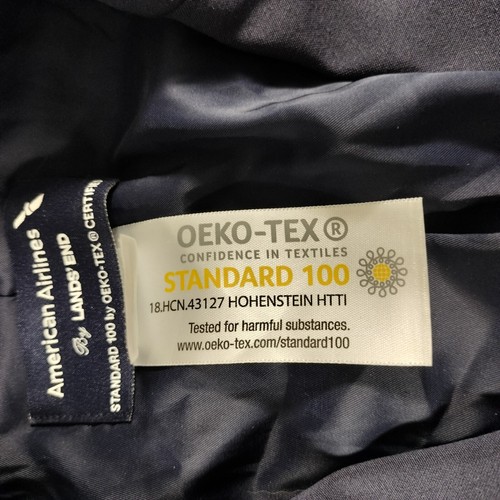 American Airlines
By LANDS' END
STANDARD 100 by OEKO-TEX®
OEKO-TEX®
CONFIDENCE IN TEXTILES
STANDARD 100
18.HCN.43127 HOHENSTEIN HTTI
Tested for harmful substances.
www.oeko-tex.com/standard100